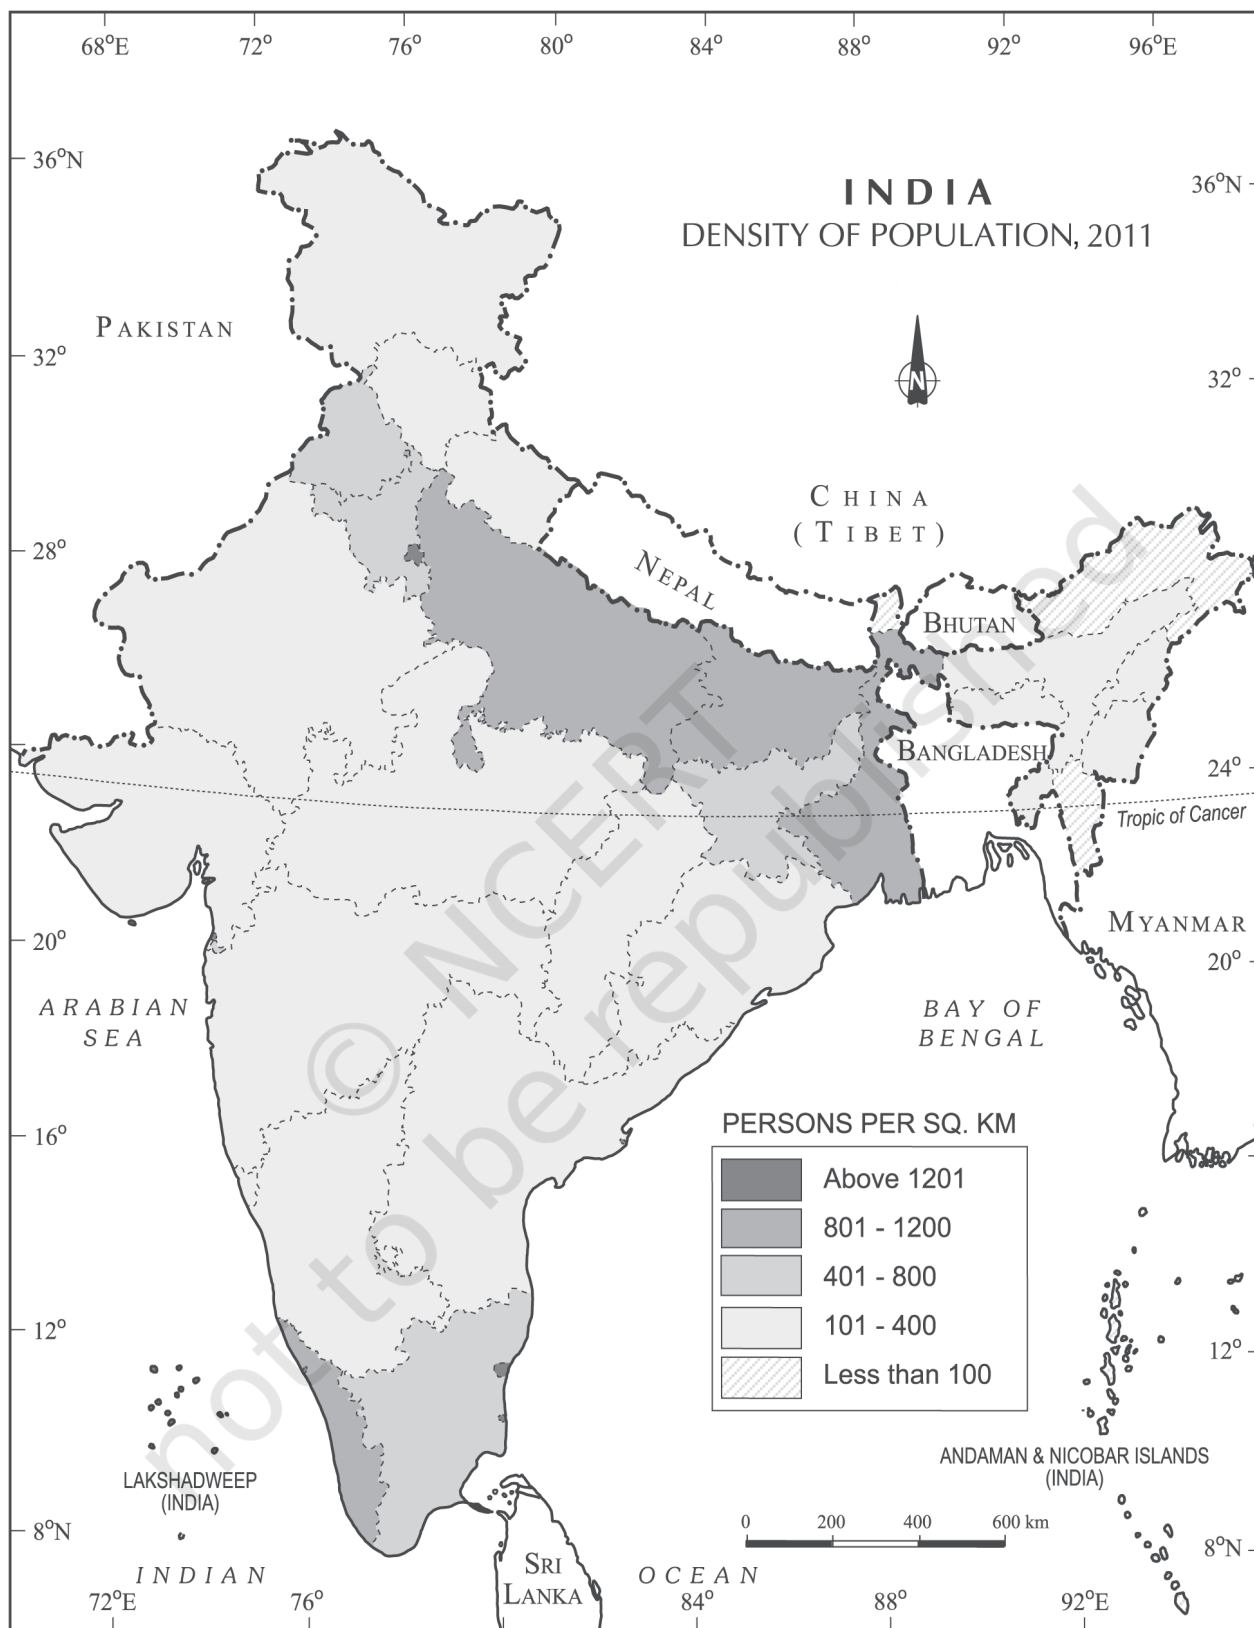 68°E 72° 76° 80° 84° 88° 92° 96°E
36°N
INDIA
36°N
DENSITY OF POPULATION, 2011
PAKISTAN
32°
N
32°
CHINA
(TIBET)
28°
NEPAL
BHUTAN
BANGLADESH
24°
Tropic of Cancer
20°
MYANMAR
20°
ARABIAN
SEA
BAY OF
BENGAL
© NCERT
not to be republished
16°
PERSONS PER SQ. KM
Above 1201
801 - 1200
401 - 800
101 - 400
Less than 100
12°
12°
LAKSHADWEEP
(INDIA)
ANDAMAN & NICOBAR ISLANDS
(INDIA)
8°N
0 200 400 600 km
8°N
INDIAN
SRI
LANKA
OCEAN
72°E 76° 84° 88° 92°E